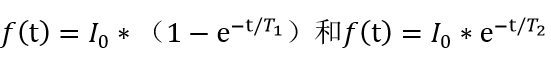 f(t) = I₀ * （1 − e^{−t/T₁}）和f(t) = I₀ * e^{−t/T₂}